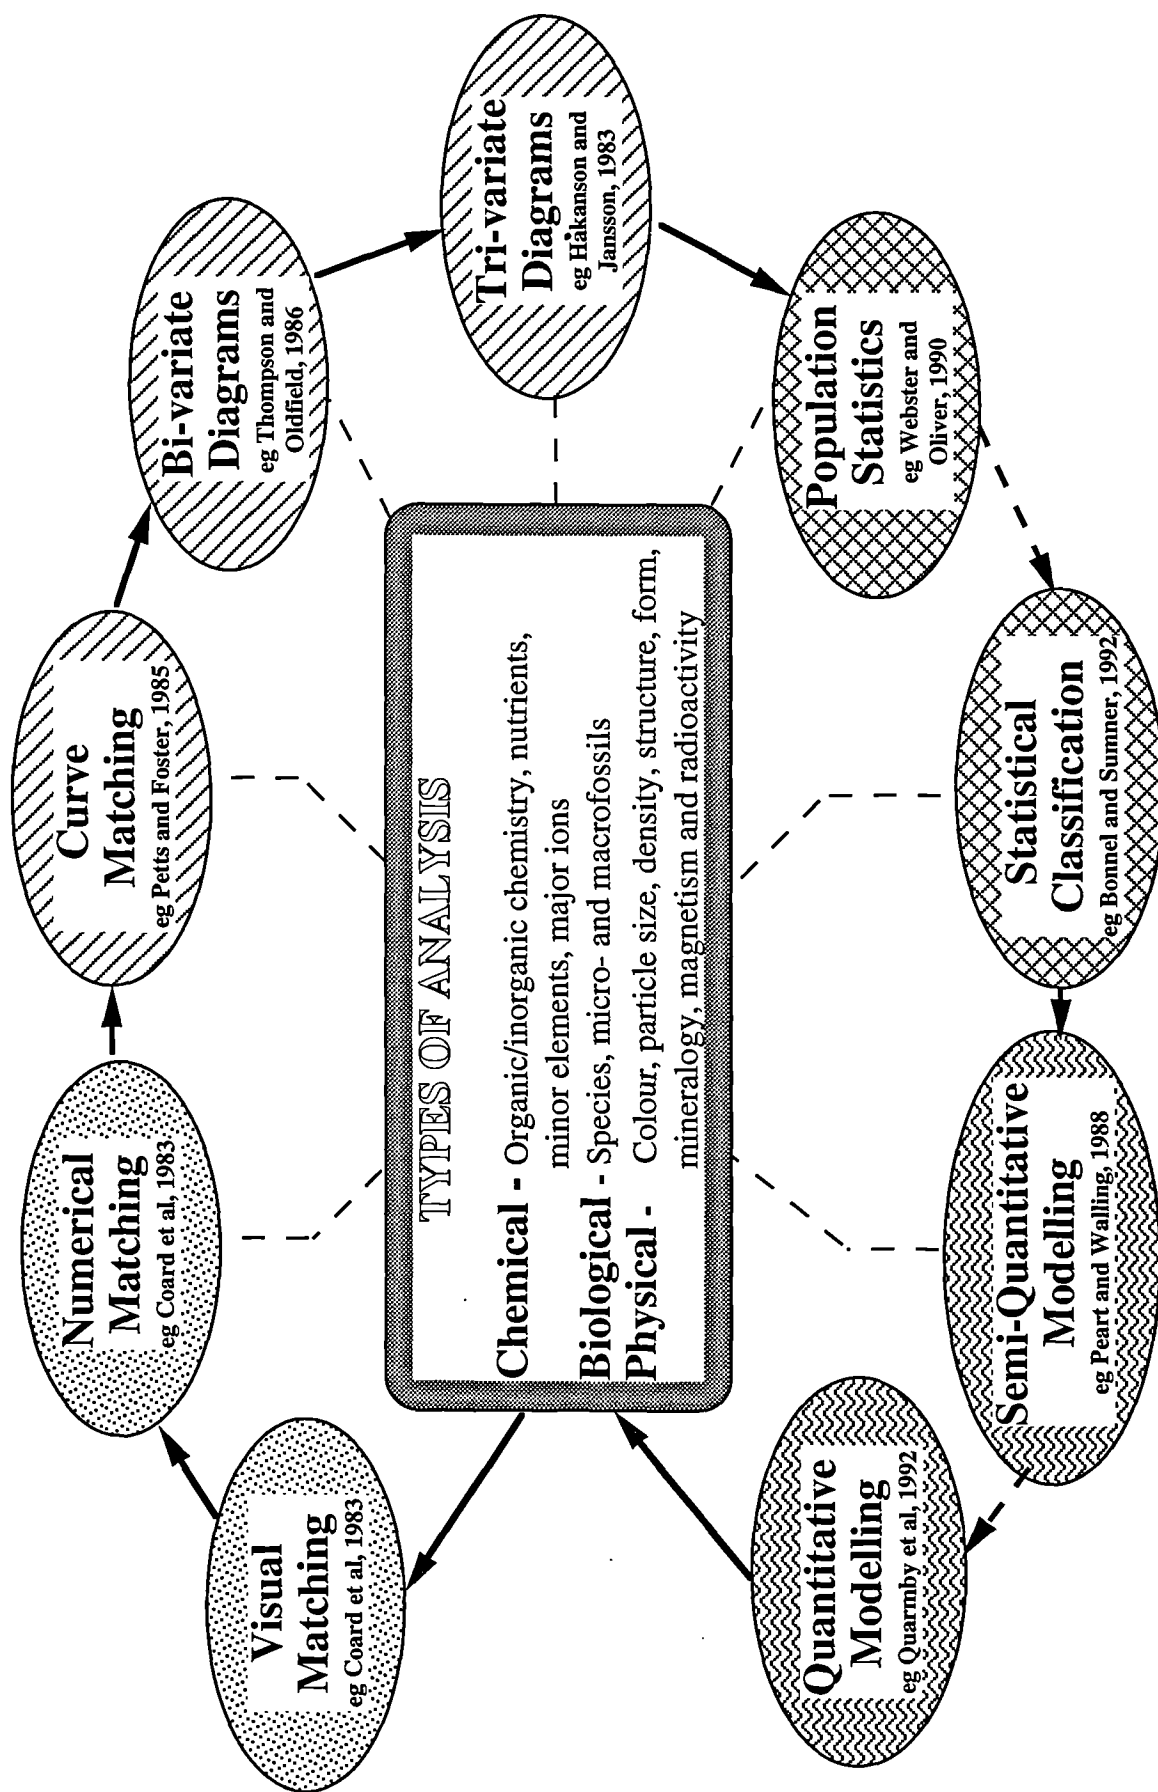 Visual
Matching
eg Coard et al, 1983
Numerical
Matching
eg Coard et al, 1983
Curve
Matching
eg Petts and Foster, 1985
Bi-variate
Diagrams
eg Thompson and
Oldfield, 1986
Tri-variate
Diagrams
eg Håkanson and
Jansson, 1983
Population
Statistics
eg Webster and
Oliver, 1990
Statistical
Classification
eg Bonnel and Sumner, 1992
Semi-Quantitative
Modelling
eg Peart and Walling, 1988
Quantitative
Modelling
eg Quarmby et al, 1992
TYPES OF ANALYSIS
Chemical - Organic/inorganic chemistry, nutrients,
minor elements, major ions
Biological - Species, micro- and macrofossils
Physical - Colour, particle size, density, structure, form,
mineralogy, magnetism and radioactivity